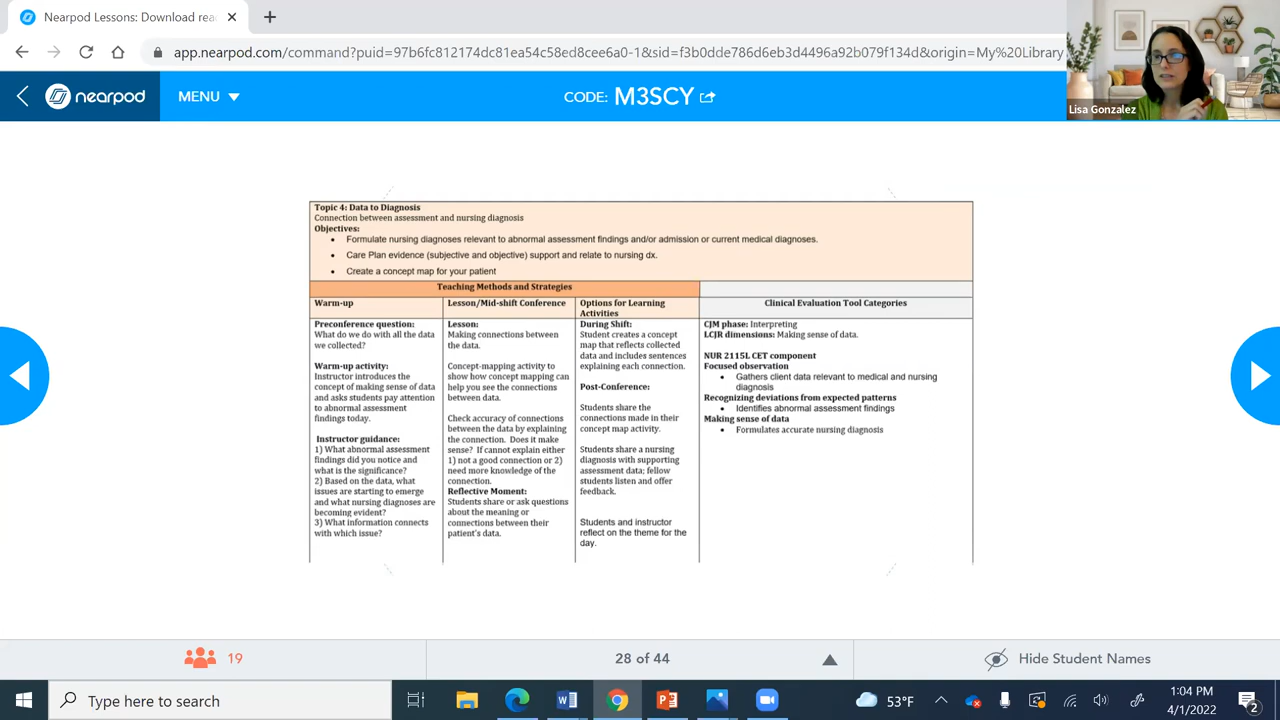 Nearpod Lessons: Download rea
app.nearpod.com/command?puid=97b6fc812174dc81ea54c58ed8cee6a0-1&sid=f3b0dde786d6eb3d4496a92b079f134d&origin=My%20Library
Lisa Gonzalez
nearpod
MENU
CODE: M3SCY
Topic 4: Data to Diagnosis
Connection between assessment and nursing diagnosis
Objectives:
• Formulate nursing diagnoses relevant to abnormal assessment findings and/or admission or current medical diagnoses.
• Care Plan evidence (subjective and objective) support and relate to nursing dx.
• Create a concept map for your patient
Teaching Methods and Strategies
Warm-up
Preconference question:
What do we do with all the data
we collected?
Warm-up activity:
Instructor introduces the
concept of making sense of data
and asks students pay attention
to abnormal assessment
findings today.
Instructor guidance:
1) What abnormal assessment
findings did you notice and
what is the significance?
2) Based on the data, what
issues are starting to emerge
and what nursing diagnoses are
becoming evident?
3) What information connects
with which issue?
Lesson/Mid-shift Conference
Lesson:
Making connections between
the data.
Concept-mapping activity to
show how concept mapping can
help you see the connections
between data.
Check accuracy of connections
between the data by explaining
the connection. Does it make
sense? If cannot explain either
1) not a good connection or 2)
need more knowledge of the
connection.
Reflective Moment:
Students share or ask questions
about the meaning or
connections between their
patient's data.
Options for Learning
Activities
During Shift:
Student creates a concept
map that reflects collected
data and includes sentences
explaining each connection.
Post-Conference:
Students share the
connections made in their
concept map activity.
Students share a nursing
diagnosis with supporting
assessment data; fellow
students listen and offer
feedback.
Students and instructor
reflect on the theme for the
day.
Clinical Evaluation Tool Categories
CJM phase: Interpreting
LCJR dimensions: Making sense of data.
NUR 2115L CET component
Focused observation
• Gathers client data relevant to medical and nursing
diagnosis
Recognizing deviations from expected patterns
• Identifies abnormal assessment findings
Making sense of data
• Formulates accurate nursing diagnosis
19
28 of 44
Hide Student Names
Type here to search
53°F
1:04 PM
4/1/2022
2